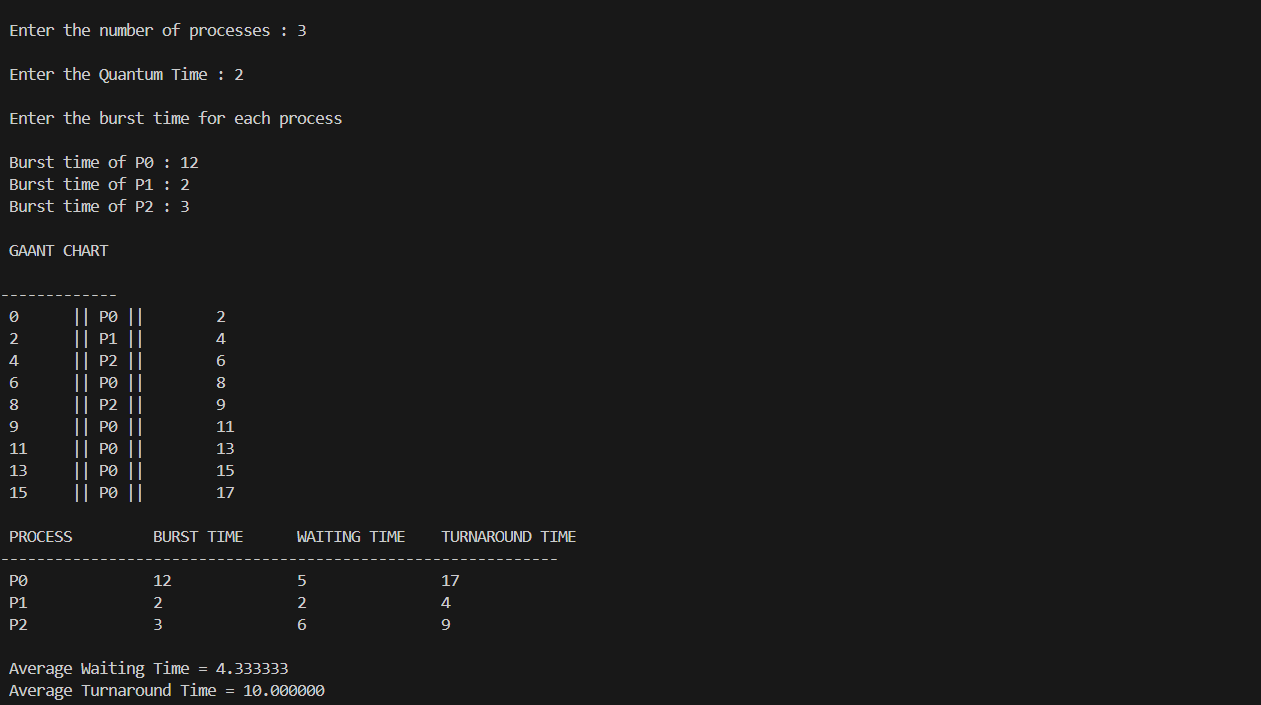 Enter the number of processes : 3
Enter the Quantum Time : 2
Enter the burst time for each process
Burst time of P0 : 12
Burst time of P1 : 2
Burst time of P2 : 3
GAANT CHART
-------------
0 || P0 || 2
2 || P1 || 4
4 || P2 || 6
6 || P0 || 8
8 || P2 || 9
9 || P0 || 11
11 || P0 || 13
13 || P0 || 15
15 || P0 || 17
PROCESS BURST TIME WAITING TIME TURNAROUND TIME
--------------------------------------------------------------
P0 12 5 17
P1 2 2 4
P2 3 6 9
Average Waiting Time = 4.333333
Average Turnaround Time = 10.000000